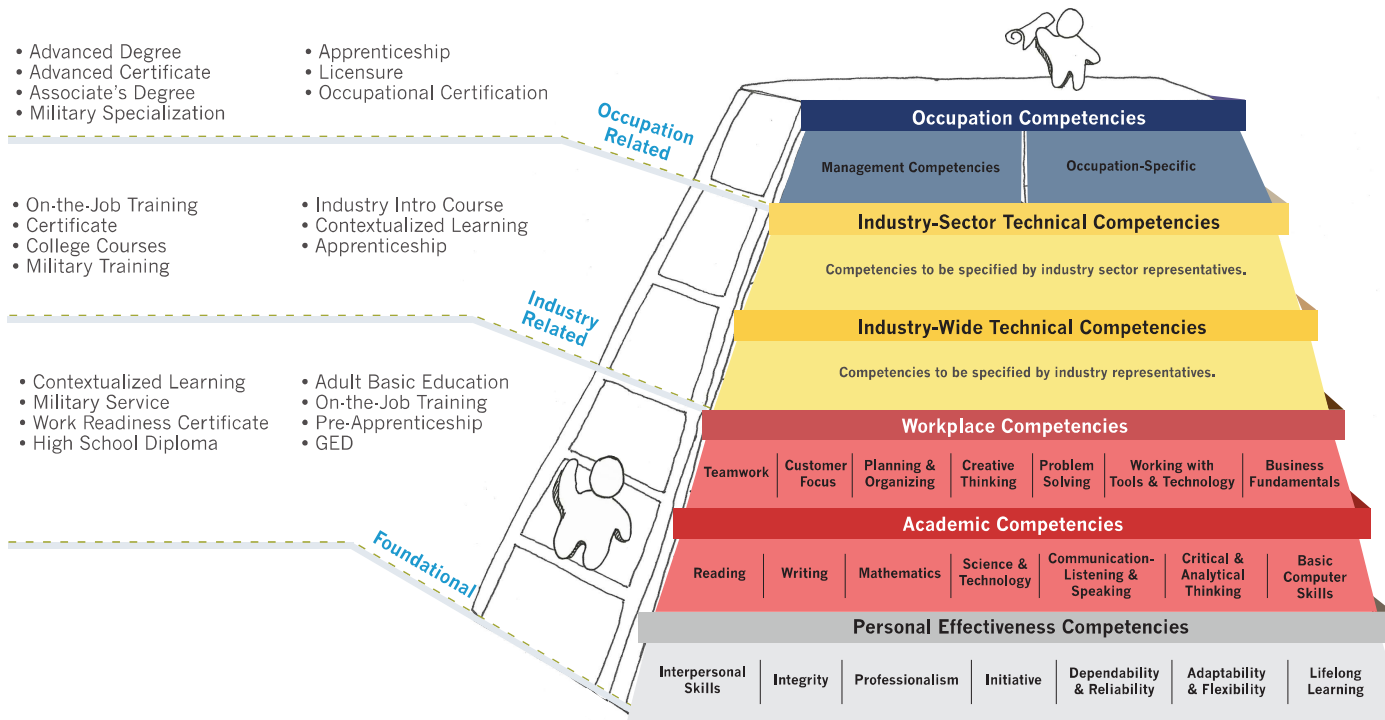 • Advanced Degree
• Advanced Certificate
• Associate's Degree
• Military Specialization
• Apprenticeship
• Licensure
• Occupational Certification
Occupation
Related
• On-the-Job Training
• Certificate
• College Courses
• Military Training
• Industry Intro Course
• Contextualized Learning
• Apprenticeship
Industry
Related
• Contextualized Learning
• Military Service
• Work Readiness Certificate
• High School Diploma
• Adult Basic Education
• On-the-Job Training
• Pre-Apprenticeship
• GED
Foundational
Occupation Competencies
Management Competencies
Occupation-Specific
Industry-Sector Technical Competencies
Competencies to be specified by industry sector representatives.
Industry-Wide Technical Competencies
Competencies to be specified by industry representatives.
Workplace Competencies
Teamwork
Customer
Focus
Planning &
Organizing
Creative
Thinking
Problem
Solving
Working with
Tools & Technology
Business
Fundamentals
Academic Competencies
Reading
Writing
Mathematics
Science &
Technology
Communication-
Listening &
Speaking
Critical &
Analytical
Thinking
Basic
Computer
Skills
Personal Effectiveness Competencies
Interpersonal
Skills
Integrity
Professionalism
Initiative
Dependability
& Reliability
Adaptability
& Flexibility
Lifelong
Learning